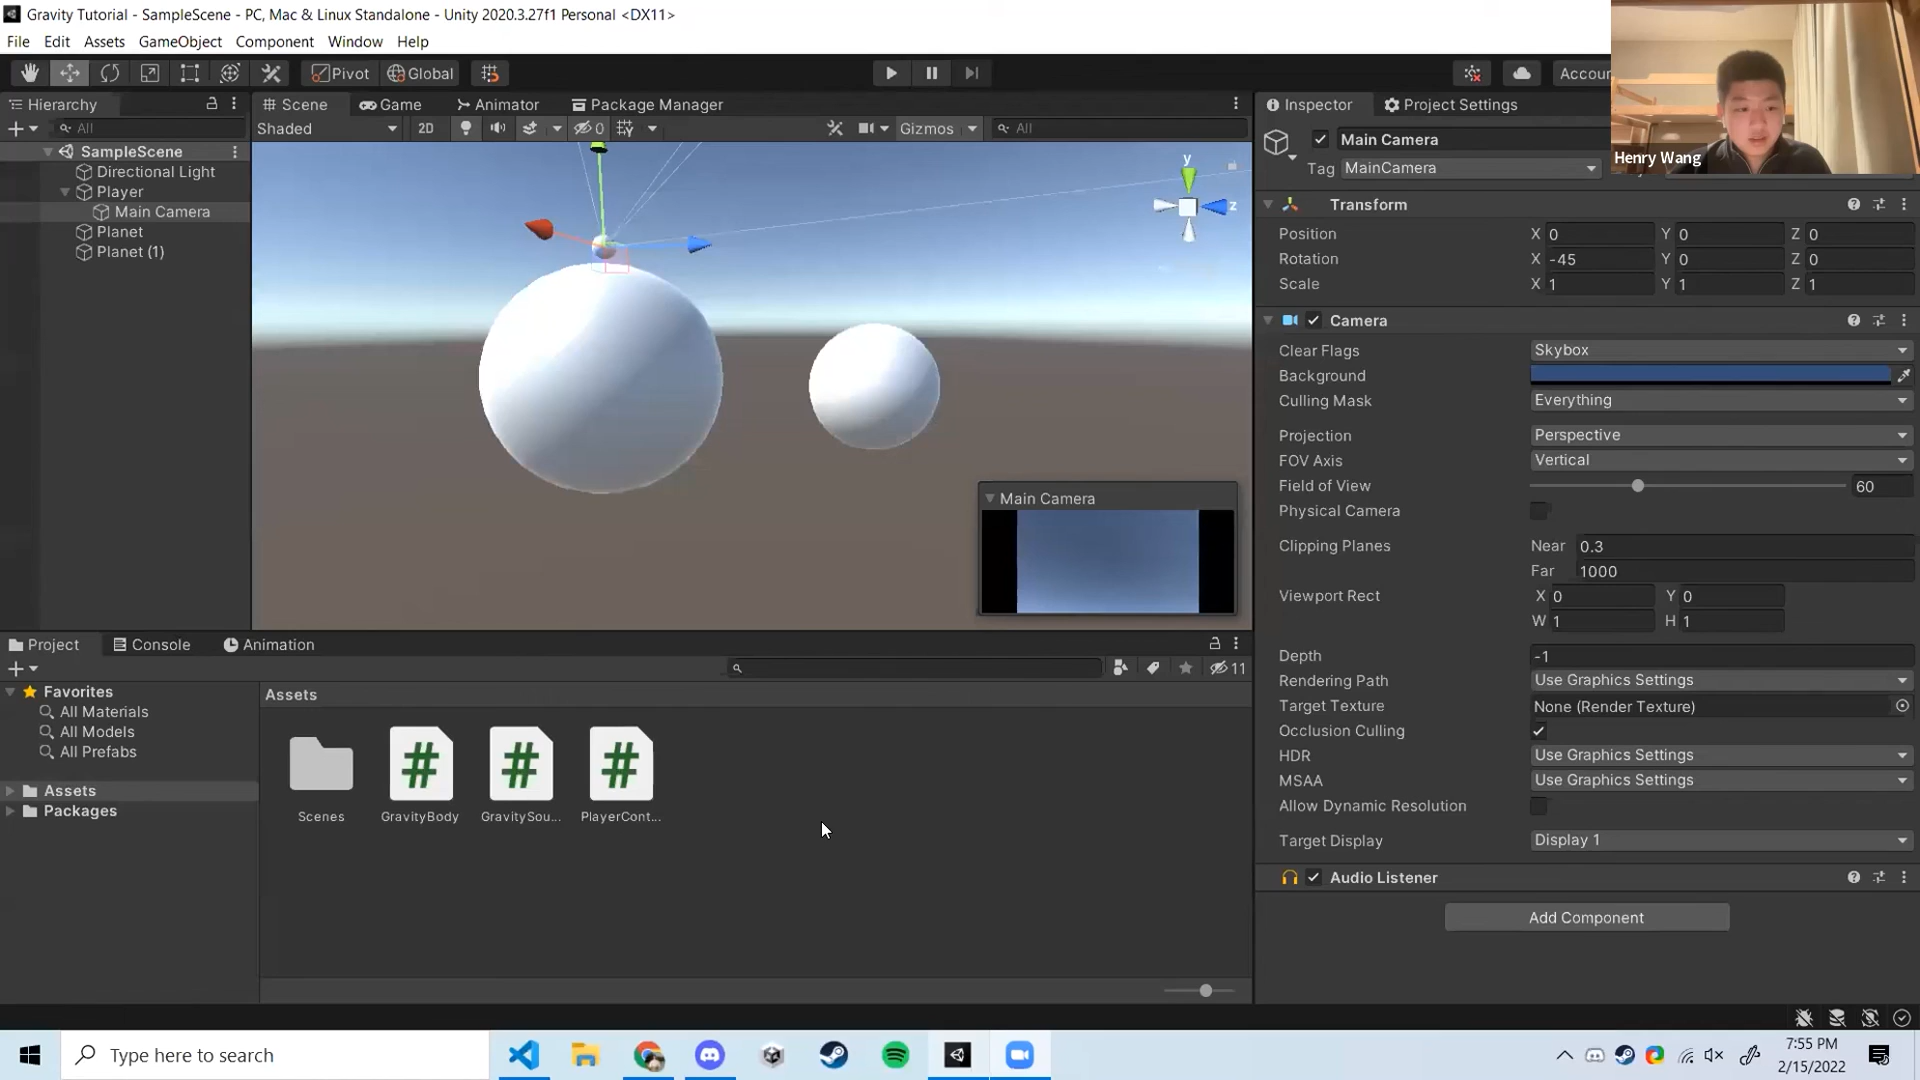 Gravity Tutorial - SampleScene - PC, Mac & Linux Standalone - Unity 2020.3.27f1 Personal <DX11>
File Edit Assets GameObject Component Window Help
Pivot Global Accou
Hierarchy
All
SampleScene
Directional Light
Player
Main Camera
Planet
Planet (1)
Scene Game Animator Package Manager
Shaded 2D 0 Gizmos All
y
z
Main Camera
Inspector Project Settings
Main Camera
Tag MainCamera
Henry Wang
Transform
Position X 0 Y 0 Z 0
Rotation X -45 Y 0 Z 0
Scale X 1 Y 1 Z 1
Camera
Clear Flags Skybox
Background
Culling Mask Everything
Projection Perspective
FOV Axis Vertical
Field of View 60
Physical Camera
Clipping Planes Near 0.3
Far 1000
Viewport Rect X 0 Y 0
W 1 H 1
Depth -1
Rendering Path Use Graphics Settings
Target Texture None (Render Texture)
Occlusion Culling
HDR Use Graphics Settings
MSAA Use Graphics Settings
Allow Dynamic Resolution
Target Display Display 1
Audio Listener
Add Component
Project Console Animation
11
Favorites
All Materials
All Models
All Prefabs
Assets
Packages
Assets
Scenes GravityBody GravitySou... PlayerCont...
Type here to search
7:55 PM
2/15/2022